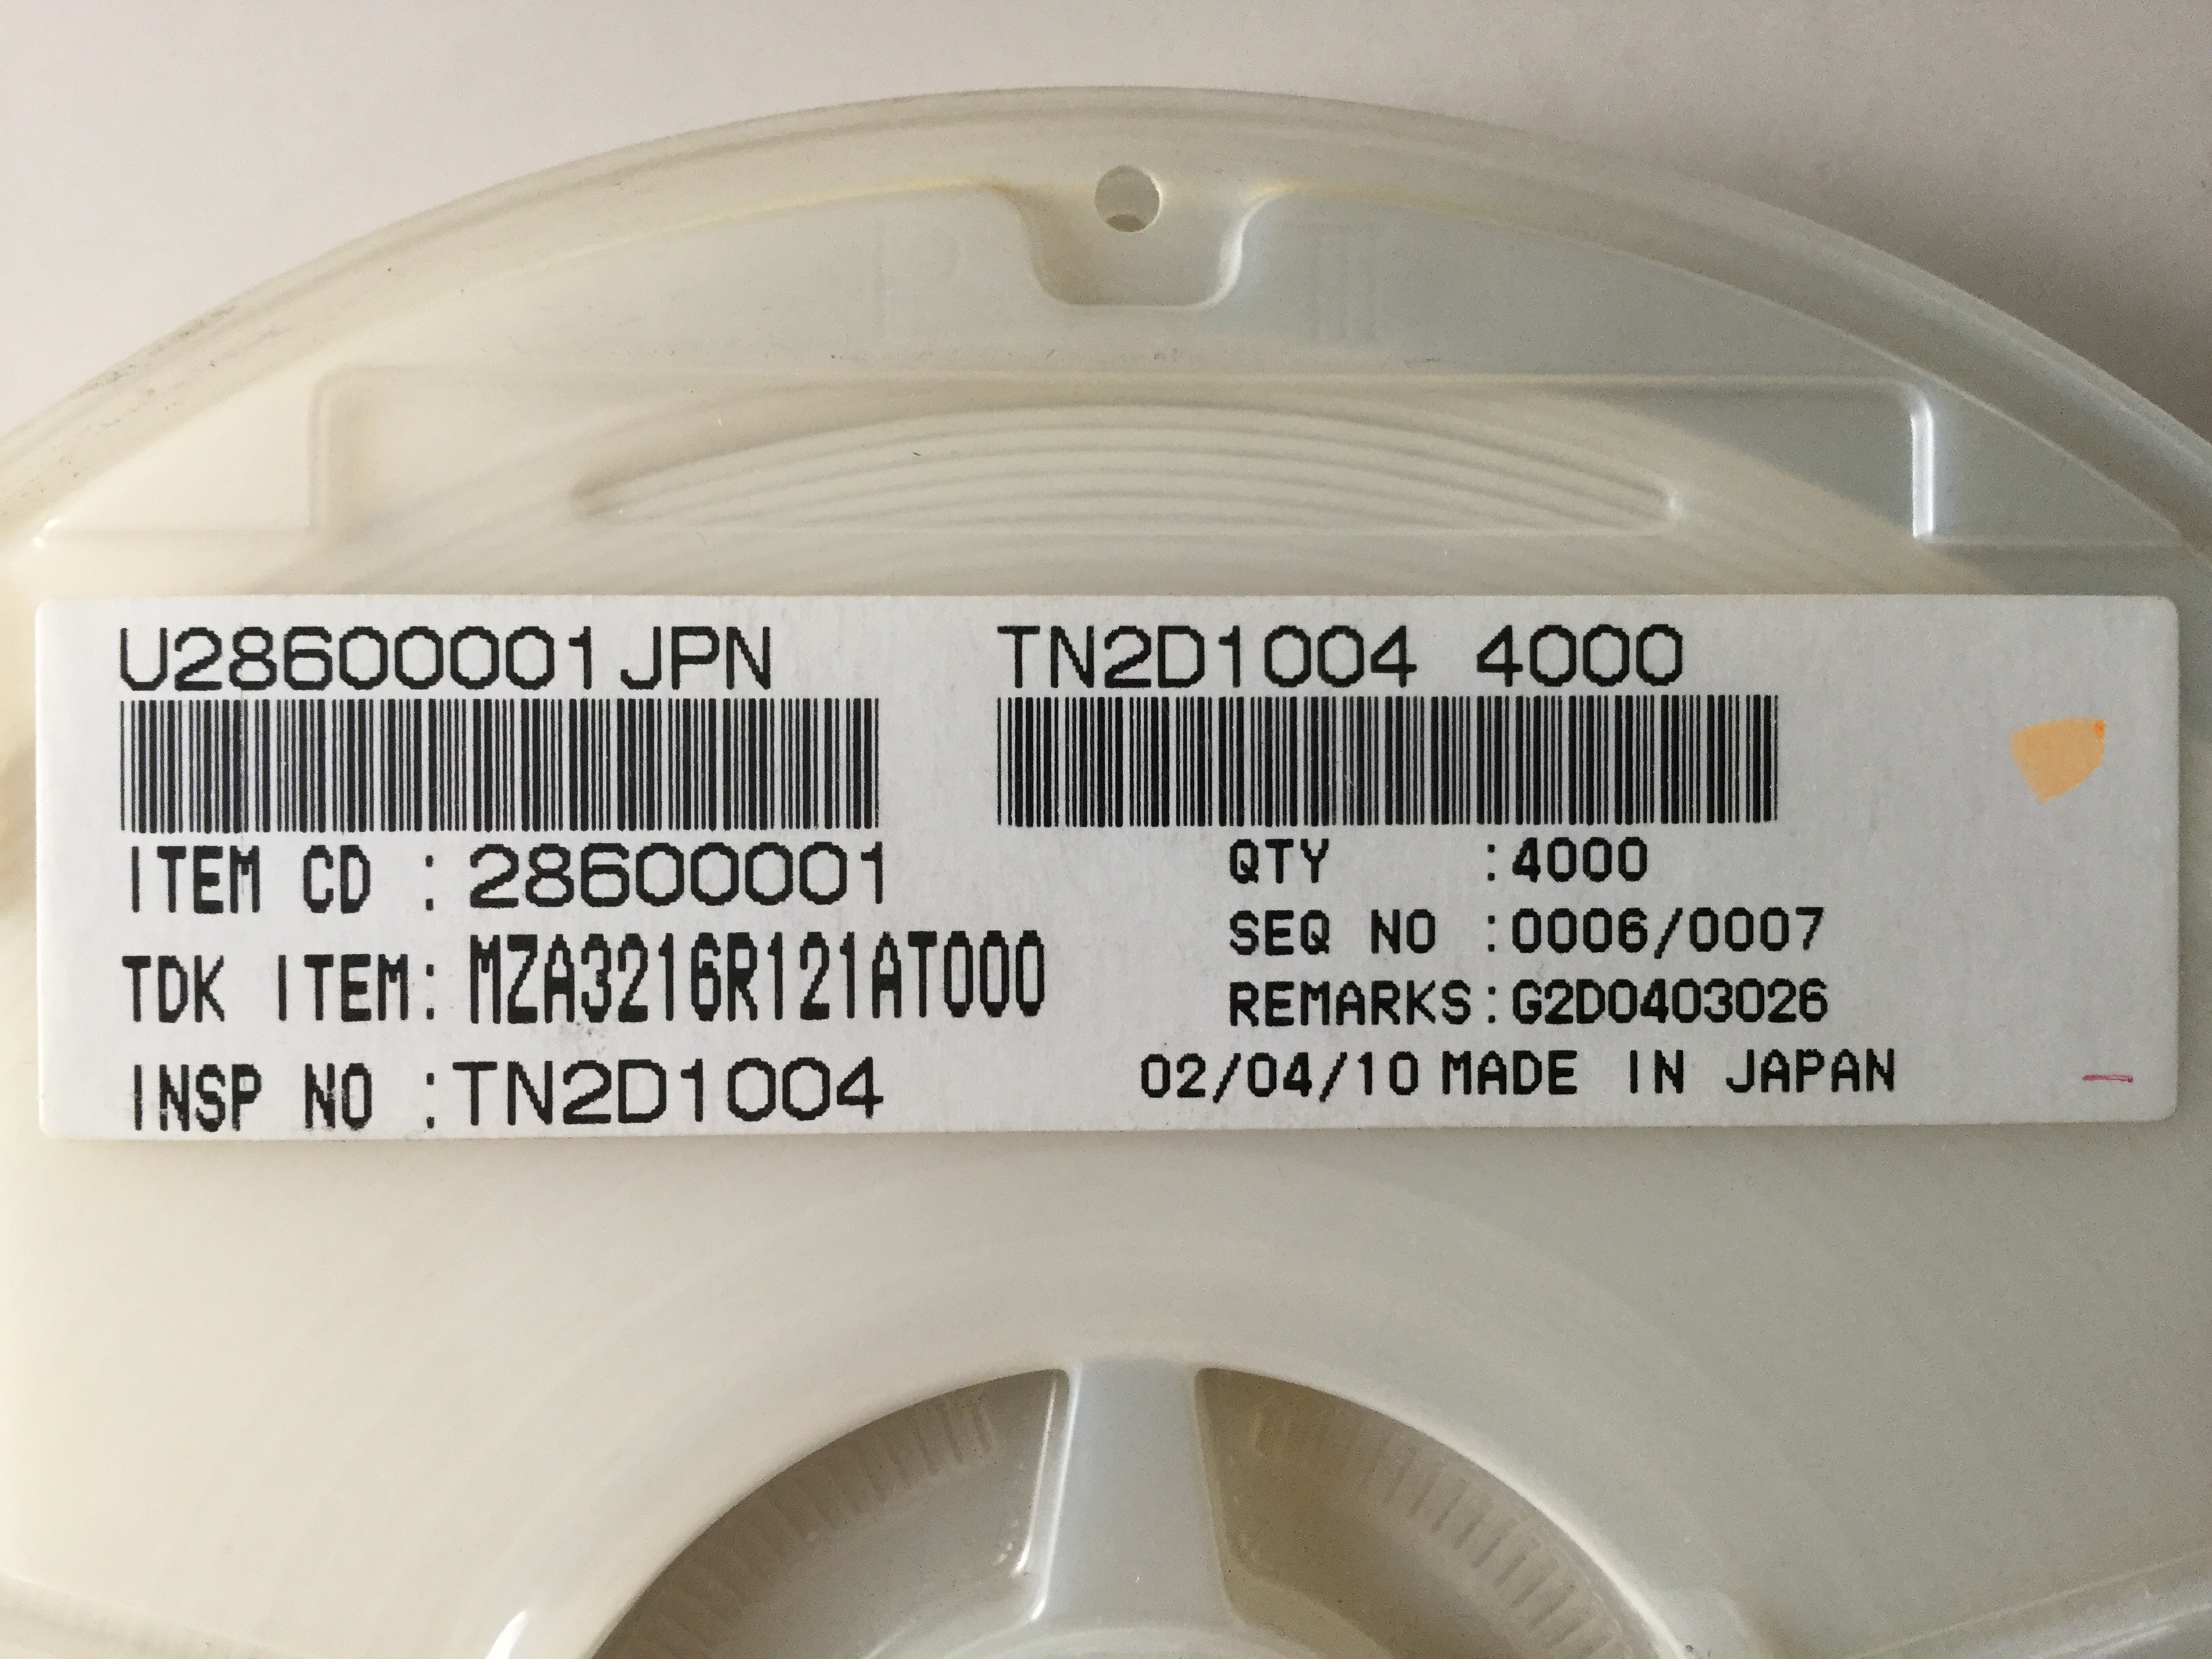 U28600001JPN
TN2D1004 4000
ITEM CD : 28600001
TDK ITEM: MZA3216R121AT000
INSP NO : TN2D1004
QTY :4000
SEQ NO :0006/0007
REMARKS:G2D0403026
02/04/10 MADE IN JAPAN